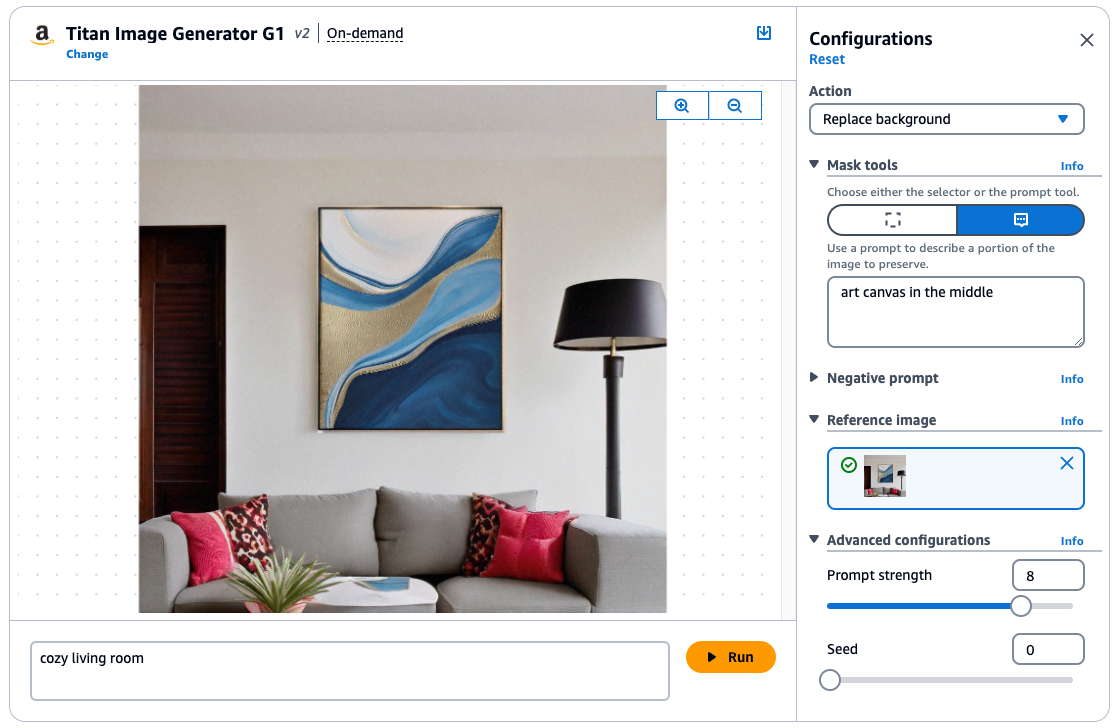 a Titan Image Generator G1 v2 On-demand
Change
Configurations
Reset
Action
Replace background
Mask tools Info
Choose either the selector or the prompt tool.
Use a prompt to describe a portion of the
image to preserve.
art canvas in the middle
Negative prompt Info
Reference image Info
Advanced configurations Info
Prompt strength 8
Seed 0
cozy living room
Run